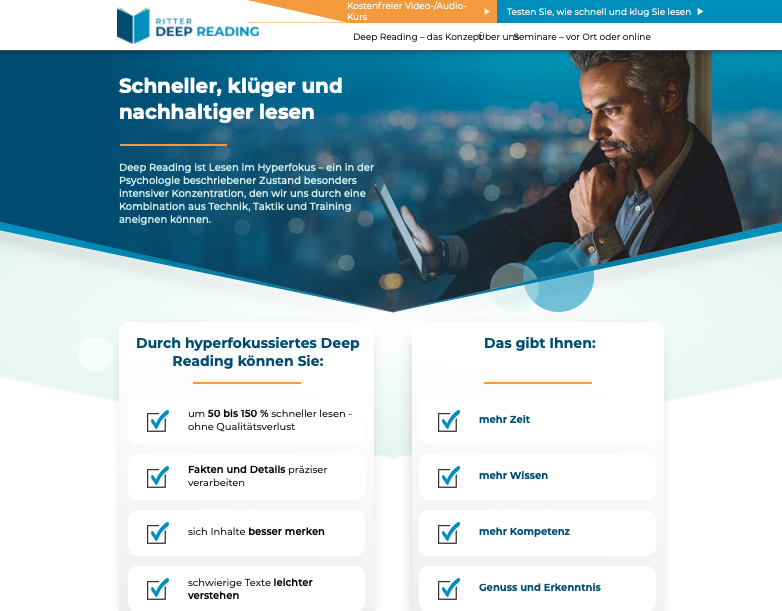 RITTER
DEEP READING
Kostenfreier Video-/Audio-
Kurs
Testen Sie, wie schnell und klug Sie lesen
Deep Reading – das Konzept
Über uns
Seminare – vor Ort oder online
Schneller, klüger und
nachhaltiger lesen
Deep Reading ist Lesen im Hyperfokus – ein in der
Psychologie beschriebener Zustand besonders
intensiver Konzentration, den wir uns durch eine
Kombination aus Technik, Taktik und Training
aneignen können.
Durch hyperfokussiertes Deep
Reading können Sie:
um 50 bis 150 % schneller lesen -
ohne Qualitätsverlust
Fakten und Details präziser
verarbeiten
sich Inhalte besser merken
schwierige Texte leichter
verstehen
Das gibt Ihnen:
mehr Zeit
mehr Wissen
mehr Kompetenz
Genuss und Erkenntnis